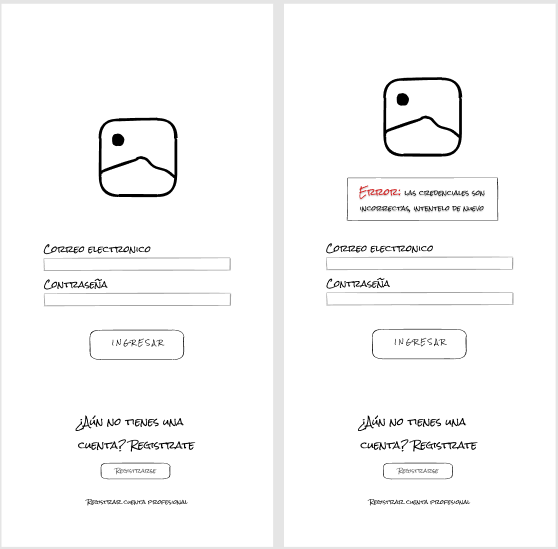 Correo electronico
Contraseña
INGRESAR
¿Aún no tienes una
cuenta? Registrate
Registrarse
Registrar cuenta profesional
Error: las credenciales son
incorrectas, intentelo de nuevo
Correo electronico
Contraseña
INGRESAR
¿Aún no tienes una
cuenta? Registrate
Registrarse
Registrar cuenta profesional